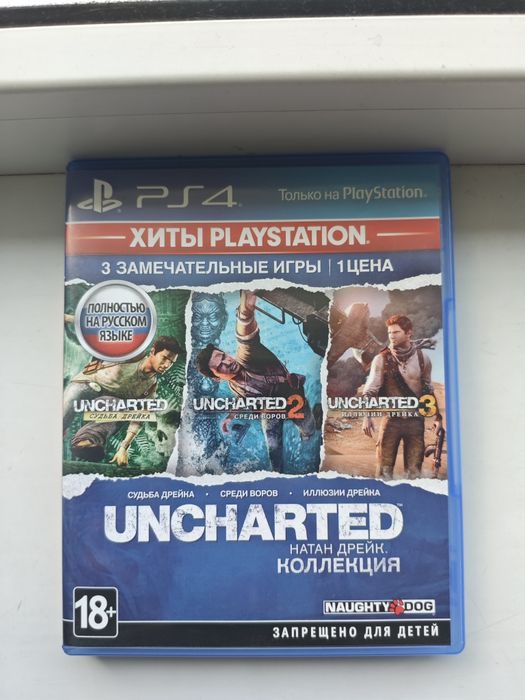 PS4
Только на PlayStation
ХИТЫ PLAYSTATION
3 ЗАМЕЧАТЕЛЬНЫЕ ИГРЫ | 1 ЦЕНА
ПОЛНОСТЬЮ
НА РУССКОМ
ЯЗЫКЕ
UNCHARTED
СУДЬБА ДРЕЙКА
UNCHARTED 2
СРЕДИ ВОРОВ
UNCHARTED 3
ИЛЛЮЗИИ ДРЕЙКА
СУДЬБА ДРЕЙКА • СРЕДИ ВОРОВ • ИЛЛЮЗИИ ДРЕЙКА
UNCHARTED™
НАТАН ДРЕЙК.
КОЛЛЕКЦИЯ
NAUGHTY DOG
18+
ЗАПРЕЩЕНО ДЛЯ ДЕТЕЙ